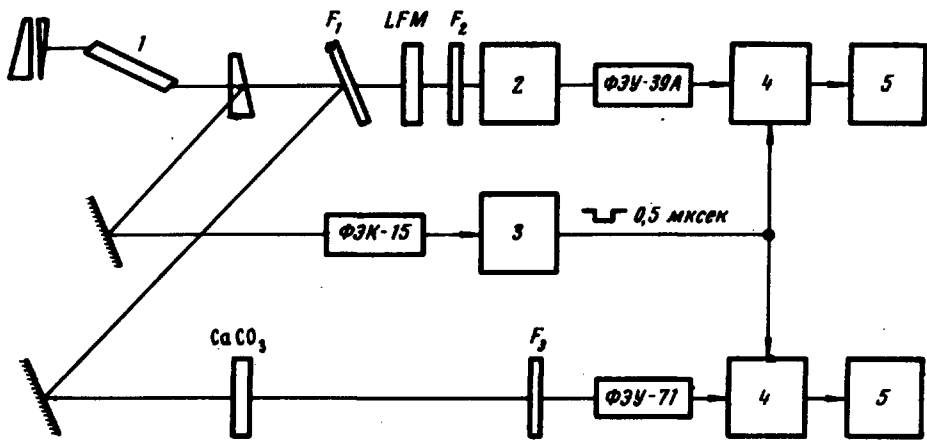 1
F₁
LFM
F₂
2
ФЭУ-39А
4
5
ФЭК-15
3
0,5 мксек
CaCO₃
F₃
ФЭУ-71
4
5